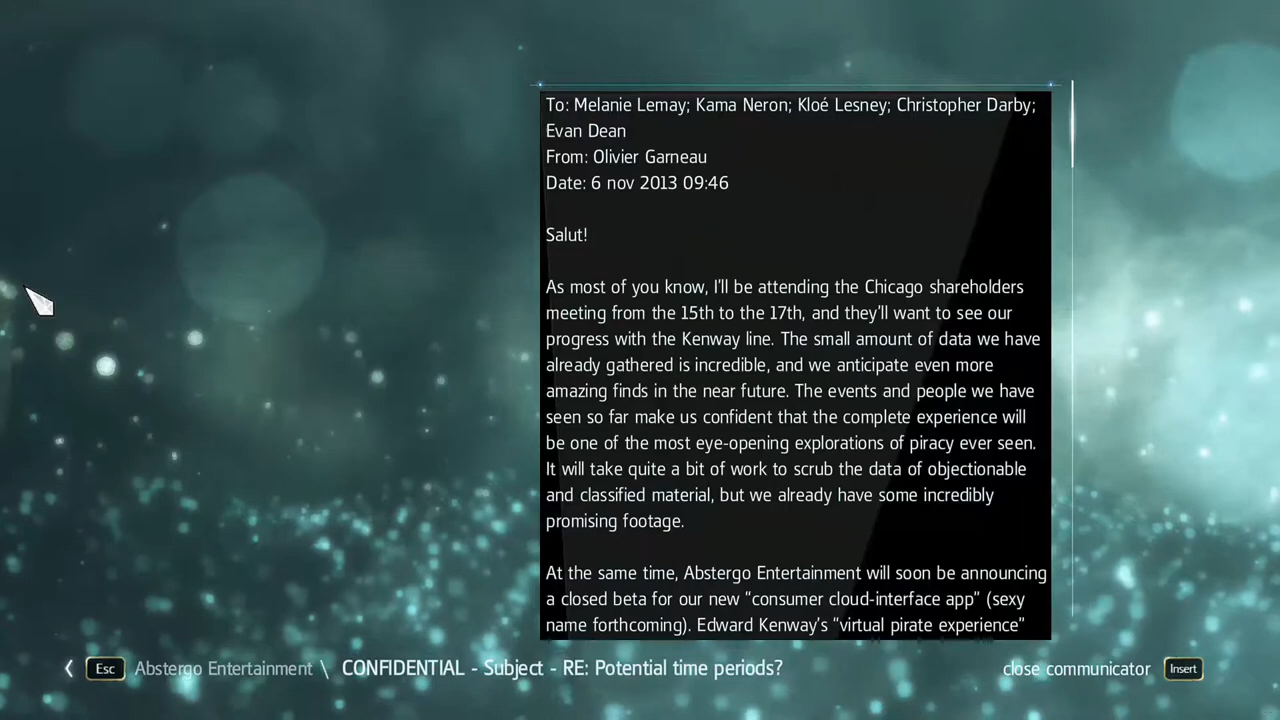 To: Melanie Lemay; Kama Neron; Kloé Lesney; Christopher Darby;
Evan Dean
From: Olivier Garneau
Date: 6 nov 2013 09:46
Salut!
As most of you know, I'll be attending the Chicago shareholders
meeting from the 15th to the 17th, and they'll want to see our
progress with the Kenway line. The small amount of data we have
already gathered is incredible, and we anticipate even more
amazing finds in the near future. The events and people we have
seen so far make us confident that the complete experience will
be one of the most eye-opening explorations of piracy ever seen.
It will take quite a bit of work to scrub the data of objectionable
and classified material, but we already have some incredibly
promising footage.
At the same time, Abstergo Entertainment will soon be announcing
a closed beta for our new “consumer cloud-interface app” (sexy
name forthcoming). Edward Kenway's “virtual pirate experience”
Esc Abstergo Entertainment \ CONFIDENTIAL - Subject - RE: Potential time periods? close communicator Insert